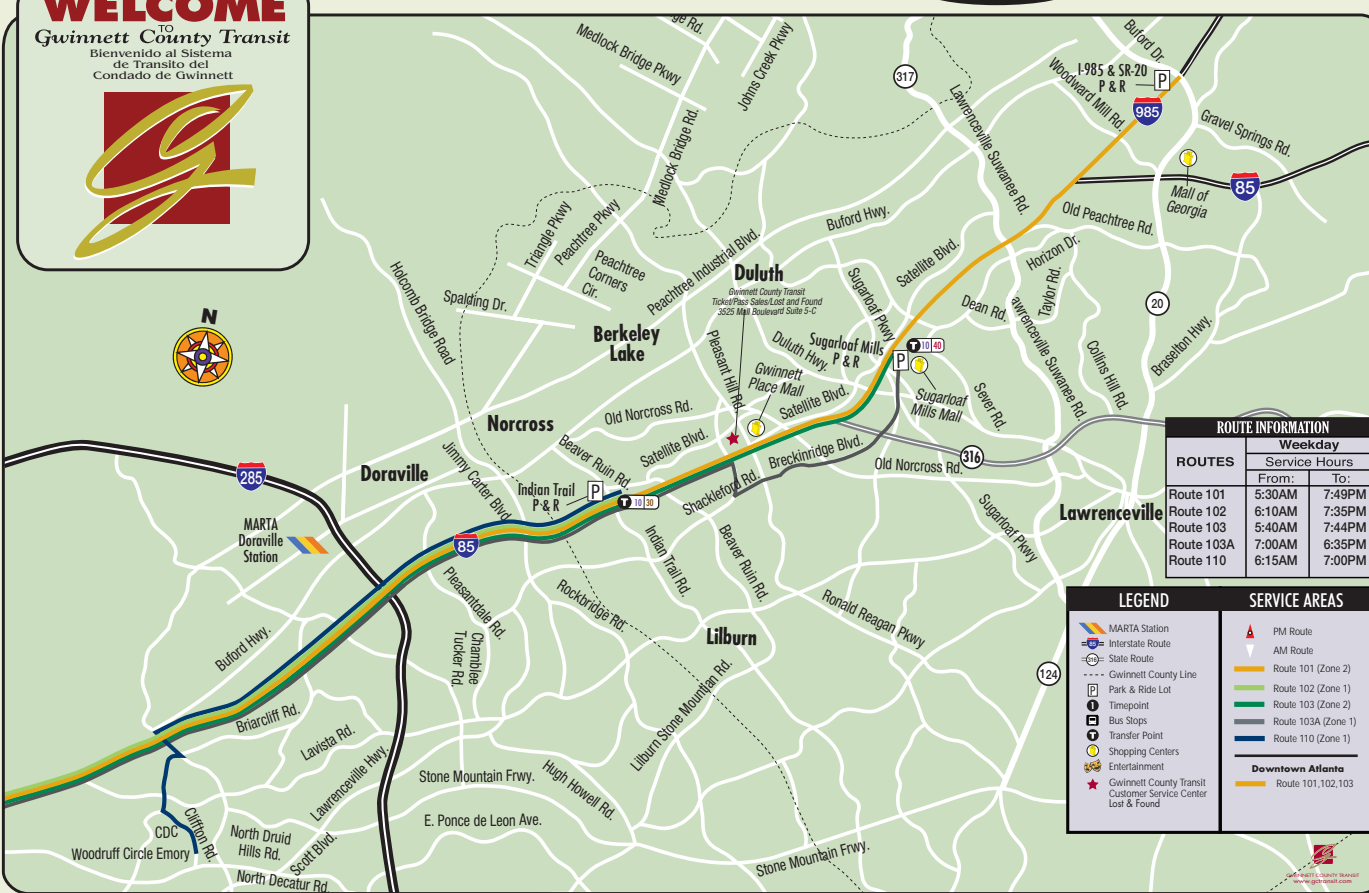 WELCOME
TO
Gwinnett County Transit
Bienvenido al Sistema
de Transito del
Condado de Gwinnett
N
Medlock Bridge Pkwy
Johns Creek Pkwy
Medlock Bridge Rd.
317
Lawrenceville Suwanee Rd.
Buford Dr.
I-985 & SR-20
P & R
P
Woodward Mill Rd.
985
Gravel Springs Rd.
85
Mall of
Georgia
Old Peachtree Rd.
Buford Hwy.
Triangle Pkwy
Peachtree Pkwy
Peachtree
Corners
Cir.
Peachtree Industrial Blvd.
Holcomb Bridge Road
Spalding Dr.
Duluth
Gwinnett County Transit
Ticket/Pass Sales/Lost and Found
3525 Mall Boulevard Suite 5-C
Satellite Blvd.
Sugarloaf Pkwy
Horizon Dr.
Taylor Rd.
Dean Rd.
20
Braselton Hwy.
Berkeley
Lake
Pleasant Hill Rd.
Duluth Hwy.
Sugarloaf Mills
P & R
P
T 10 40
Gwinnett
Place Mall
Sugarloaf
Mills Mall
Lawrenceville Suwanee Rd.
Collins Hill Rd.
Sever Rd.
Norcross
Old Norcross Rd.
Satellite Blvd.
Satellite Blvd.
Beaver Ruin Rd.
Breckinridge Blvd.
Old Norcross Rd.
316
Doraville
Jimmy Carter Blvd
Indian Trail
P & R
P
T 10 30
Shackleford Rd.
285
MARTA
Doraville
Station
85
Lawrenceville
Sugarloaf Pkwy
Indian Trail Rd.
Beaver Ruin Rd.
Pleasantdale Rd.
Rockbridge Rd.
Ronald Reagan Pkwy
Lilburn
Chamblee
Tucker Rd.
Buford Hwy.
Lilburn Stone Mountian Rd.
124
Briarcliff Rd.
Lavista Rd.
Lawrenceville Hwy.
Stone Mountain Frwy.
Hugh Howell Rd.
E. Ponce de Leon Ave.
CDC
Cliffton Rd.
Woodruff Circle Emory
North Druid
Hills Rd.
Scott Blvd.
North Decatur Rd.
Stone Mountain Frwy.
ROUTE INFORMATION
ROUTES
Weekday
Service Hours
From: To:
Route 101 5:30AM 7:49PM
Route 102 6:10AM 7:35PM
Route 103 5:40AM 7:44PM
Route 103A 7:00AM 6:35PM
Route 110 6:15AM 7:00PM
LEGEND
MARTA Station
85 Interstate Route
316 State Route
Gwinnett County Line
P Park & Ride Lot
1 Timepoint
Bus Stops
T Transfer Point
Shopping Centers
Entertainment
Gwinnett County Transit
Customer Service Center
Lost & Found
SERVICE AREAS
PM Route
AM Route
Route 101 (Zone 2)
Route 102 (Zone 1)
Route 103 (Zone 2)
Route 103A (Zone 1)
Route 110 (Zone 1)
Downtown Atlanta
Route 101,102,103
GWINNETT COUNTY TRANSIT
www.gctransit.com